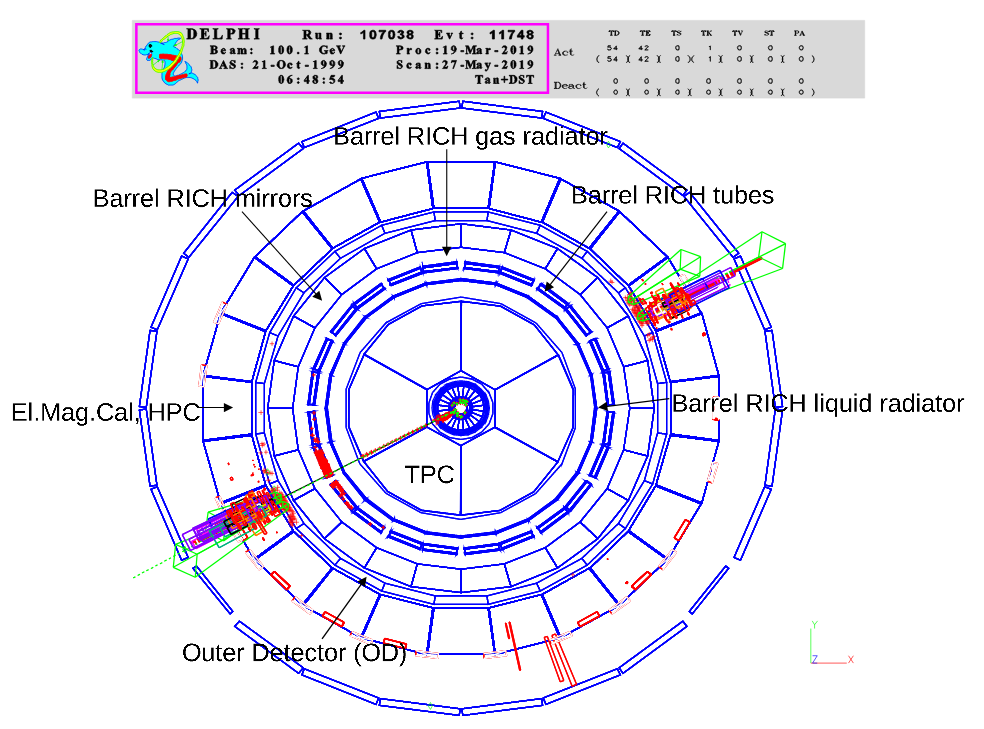 DELPHI Run: 107038 Evt: 11748
Beam: 100.1 GeV Proc:19-Mar-2019
DAS: 21-Oct-1999 Scan:27-May-2019
06:48:54 Tan+DST
TD TE TS TK TV ST PA
Act 54 42 0 1 0 0 0
( 54 )( 42 )( 0 )( 1 )( 0 )( 0 )( 0 )
Deact 0 0 0 0 0 0 0
( 0 )( 0 )( 0 )( 0 )( 0 )( 0 )( 0 )
Barrel RICH gas radiator
Barrel RICH mirrors
Barrel RICH tubes
El.Mag.Cal, HPC
Barrel RICH liquid radiator
TPC
Outer Detector (OD)
Y
Z X